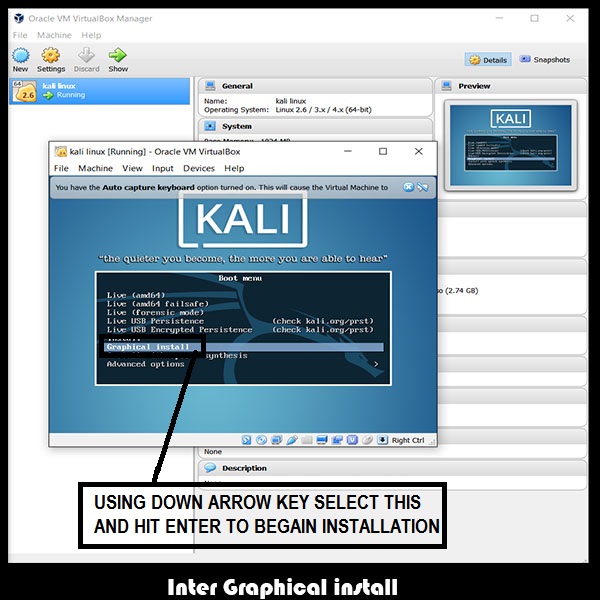 Oracle VM VirtualBox Manager
File Machine Help
New Settings Discard Show
Details Snapshots
64
2.6
kali linux
Running
General
Name: kali linux
Operating System: Linux 2.6 / 3.x / 4.x (64-bit)
System
Preview
KALI
kali linux [Running] - Oracle VM VirtualBox
File Machine View Input Devices Help
You have the Auto capture keyboard option turned on. This will cause the Virtual Machine to
KALI
"the quieter you become, the more you are able to hear"
Boot menu
Live (amd64)
Live (amd64 failsafe)
Live (forensic mode)
Live USB Persistence (check kali.org/prst)
Live USB Encrypted Persistence (check kali.org/prst)
Graphical install
synthesis
Advanced options >
so (2.74 GB)
Right Ctrl
None
Description
USING DOWN ARROW KEY SELECT THIS
AND HIT ENTER TO BEGAIN INSTALLATION
Inter Graphical install